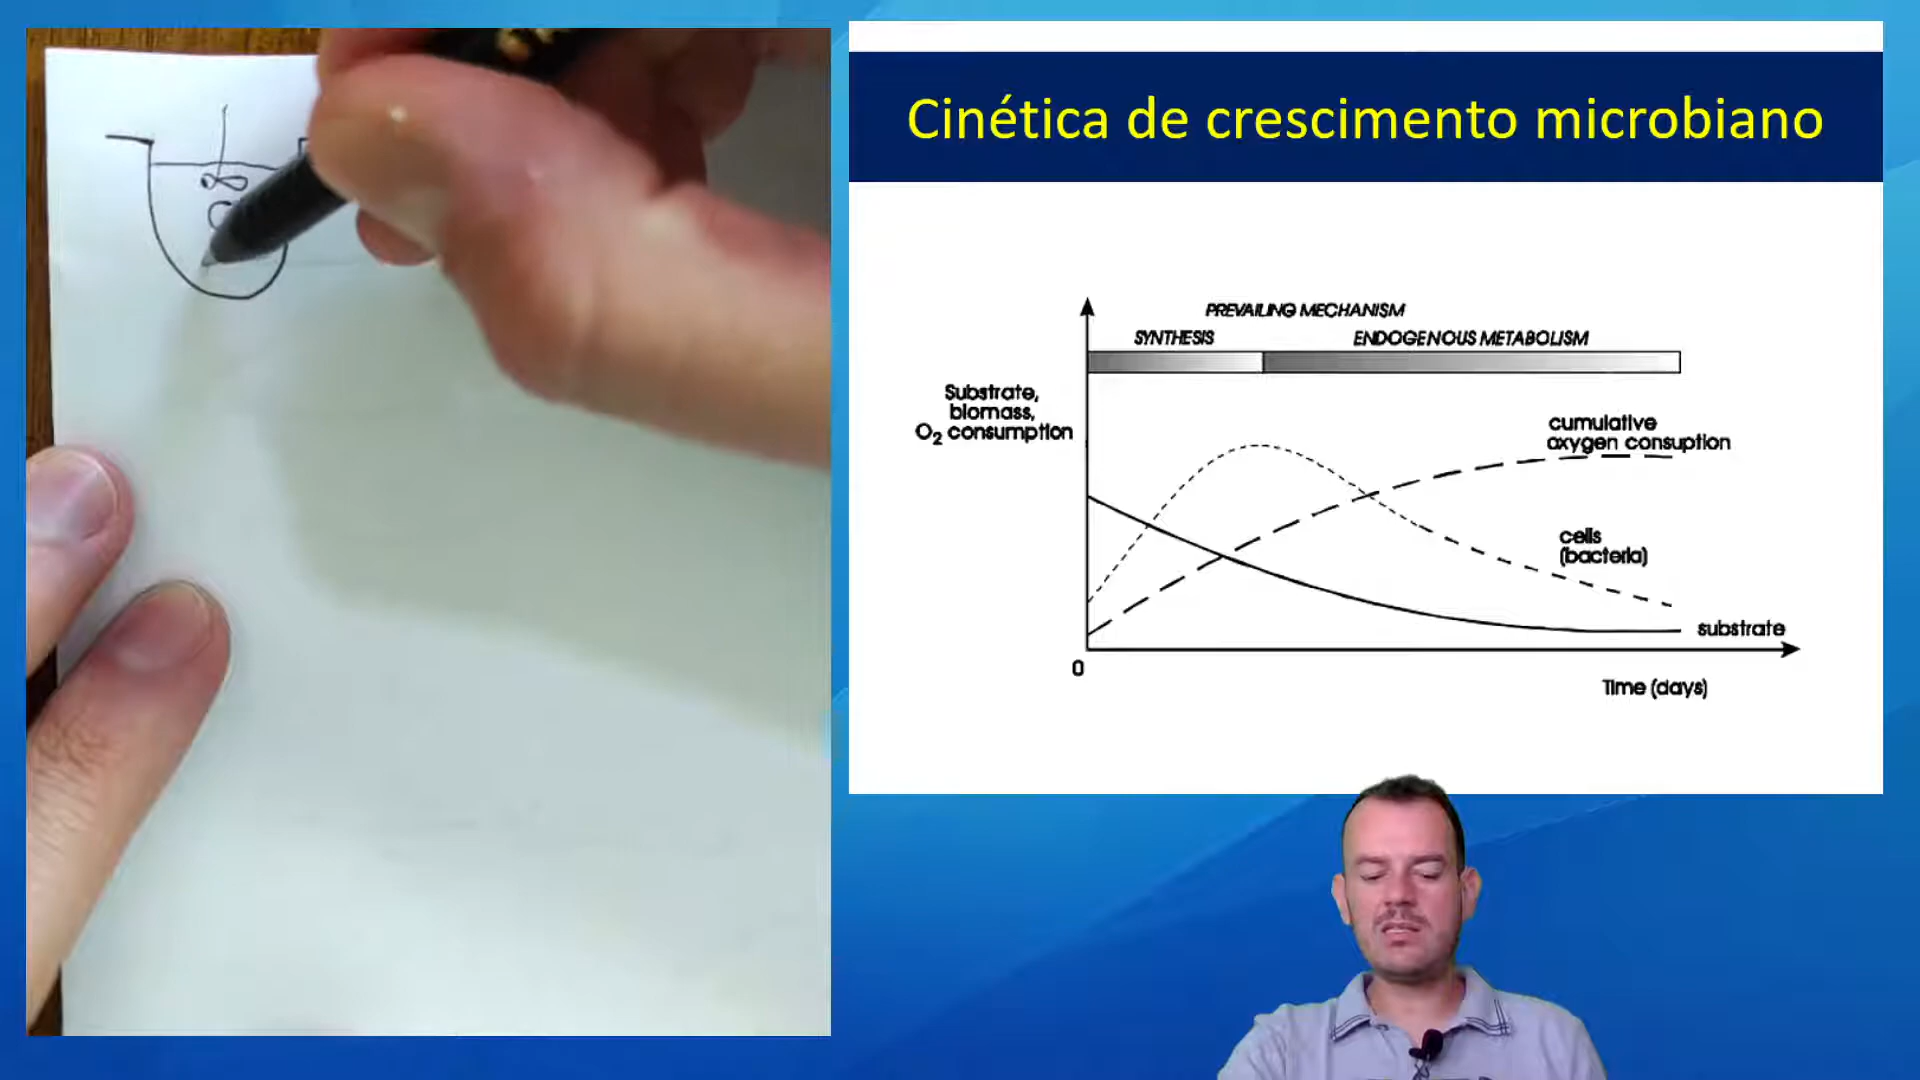 Cinética de crescimento microbiano
PREVAILING MECHANISM
SYNTHESIS
ENDOGENOUS METABOLISM
Substrate,
biomass,
O₂ consumption
cumulative
oxygen consuption
cells
(bacteria)
substrate
0
Time (days)